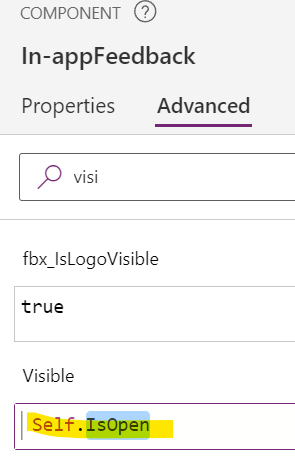 COMPONENT ?
In-appFeedback
Properties Advanced
visi
fbx_IsLogoVisible
true
Visible
Self.IsOpen